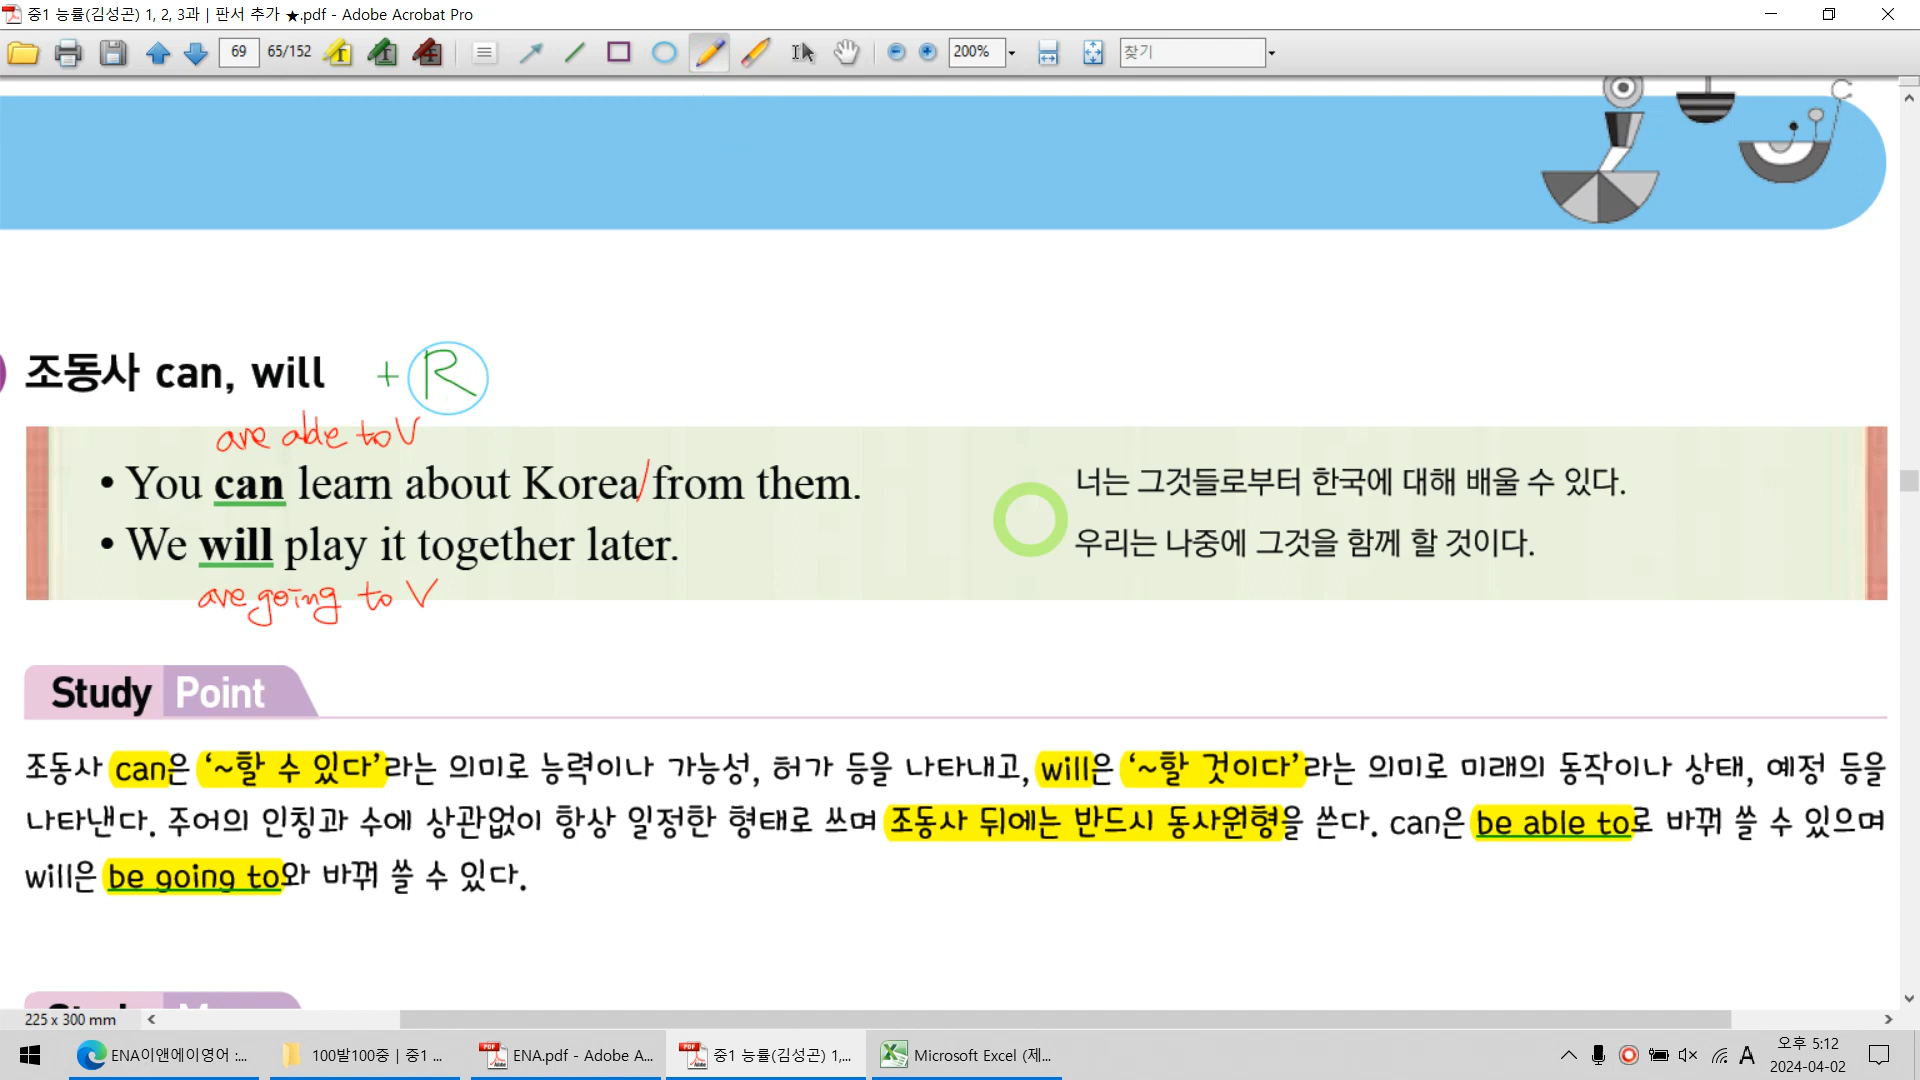 중1 능률(김성곤) 1, 2, 3과 | 판서 추가 ★.pdf - Adobe Acrobat Pro
69 65/152 200% 찾기
조동사 can, will + R
are able to V
• You can learn about Korea/from them. 너는 그것들로부터 한국에 대해 배울 수 있다.
• We will play it together later. 우리는 나중에 그것을 함께 할 것이다.
are going to V
Study Point
조동사 can은 ‘~할 수 있다’라는 의미로 능력이나 가능성, 허가 등을 나타내고, will은 ‘~할 것이다’라는 의미로 미래의 동작이나 상태, 예정 등을
나타낸다. 주어의 인칭과 수에 상관없이 항상 일정한 형태로 쓰며 조동사 뒤에는 반드시 동사원형을 쓴다. can은 be able to로 바꿔 쓸 수 있으며
will은 be going to와 바꿔 쓸 수 있다.
225 x 300 mm
ENA이앤에이영어 :... 100발100중 | 중1 ... ENA.pdf - Adobe A... 중1 능률(김성곤) 1,... Microsoft Excel (제... A 오후 5:12
2024-04-02